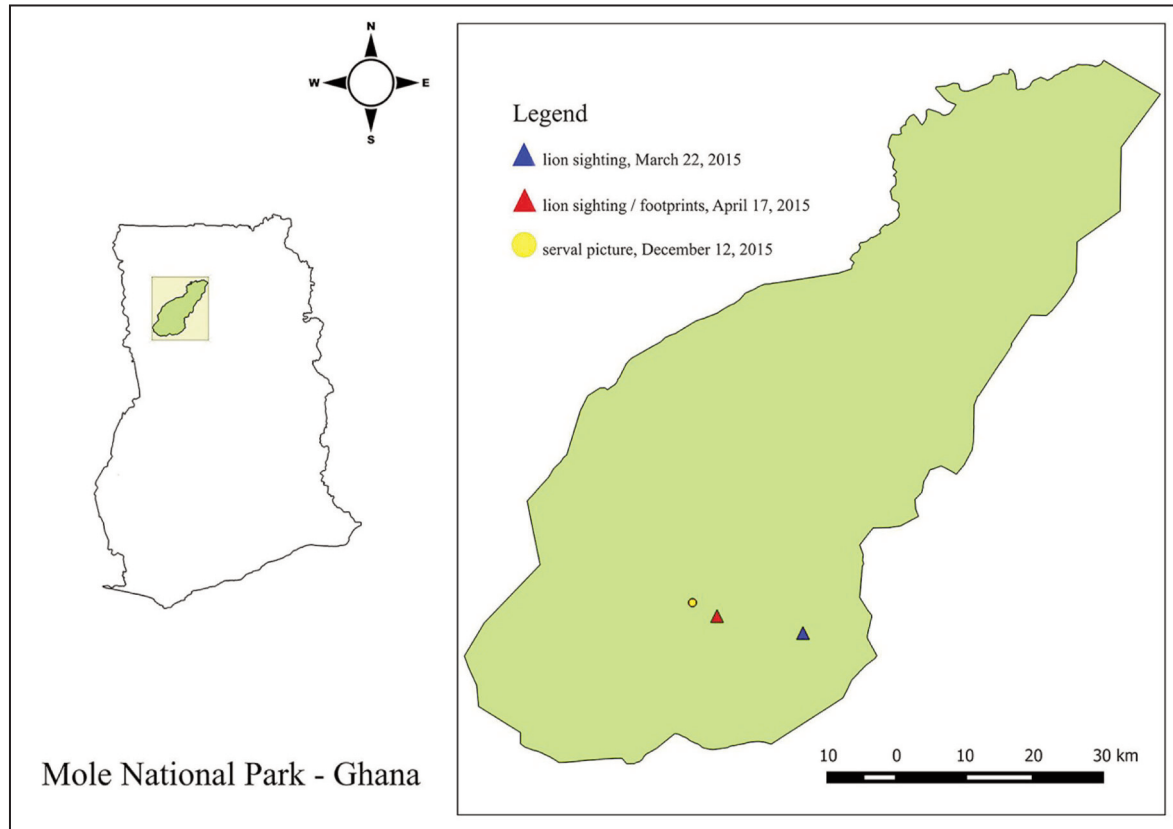 N
W E
S
Legend
lion sighting, March 22, 2015
lion sighting / footprints, April 17, 2015
serval picture, December 12, 2015
Mole National Park - Ghana
10 0 10 20 30 km